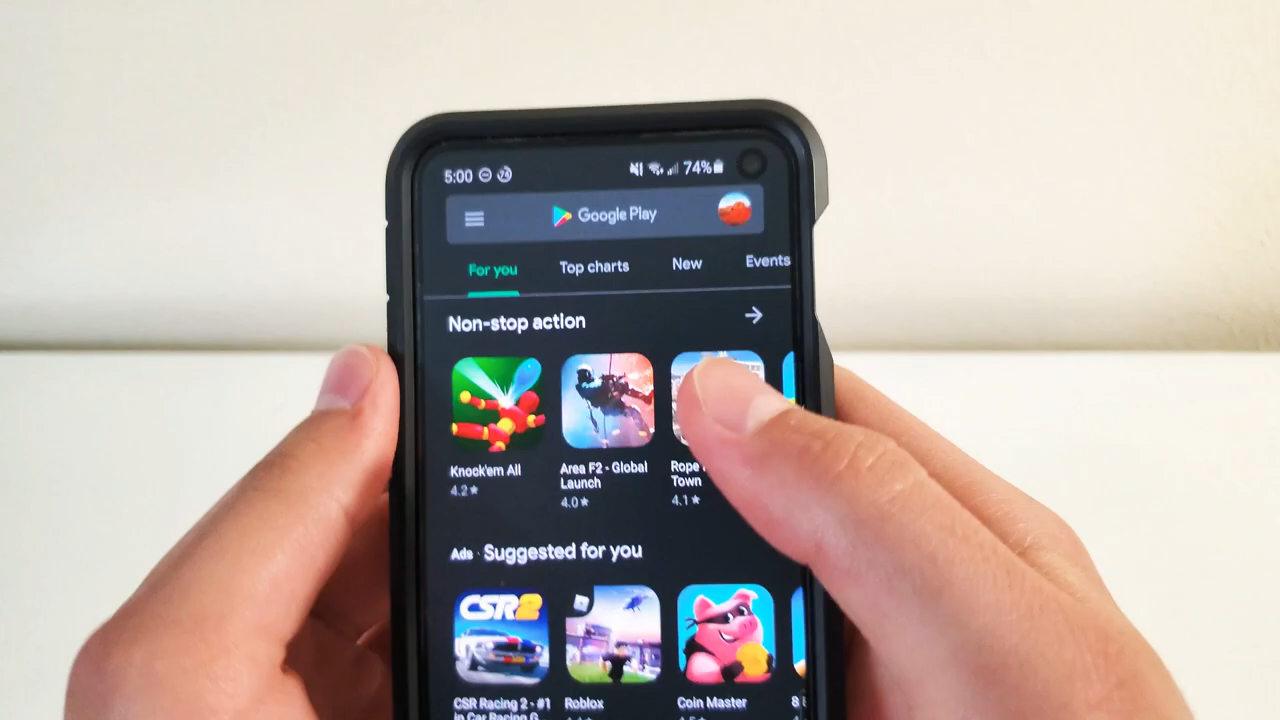 5:00 74%
Google Play
For you Top charts New Events
Non-stop action
Knock'em All Area F2 - Global Launch Rope
Town
4.2★ 4.0★ 4.1★
Ads · Suggested for you
CSR2
CSR Racing 2 - #1 Roblox Coin Master
in Car Racing G